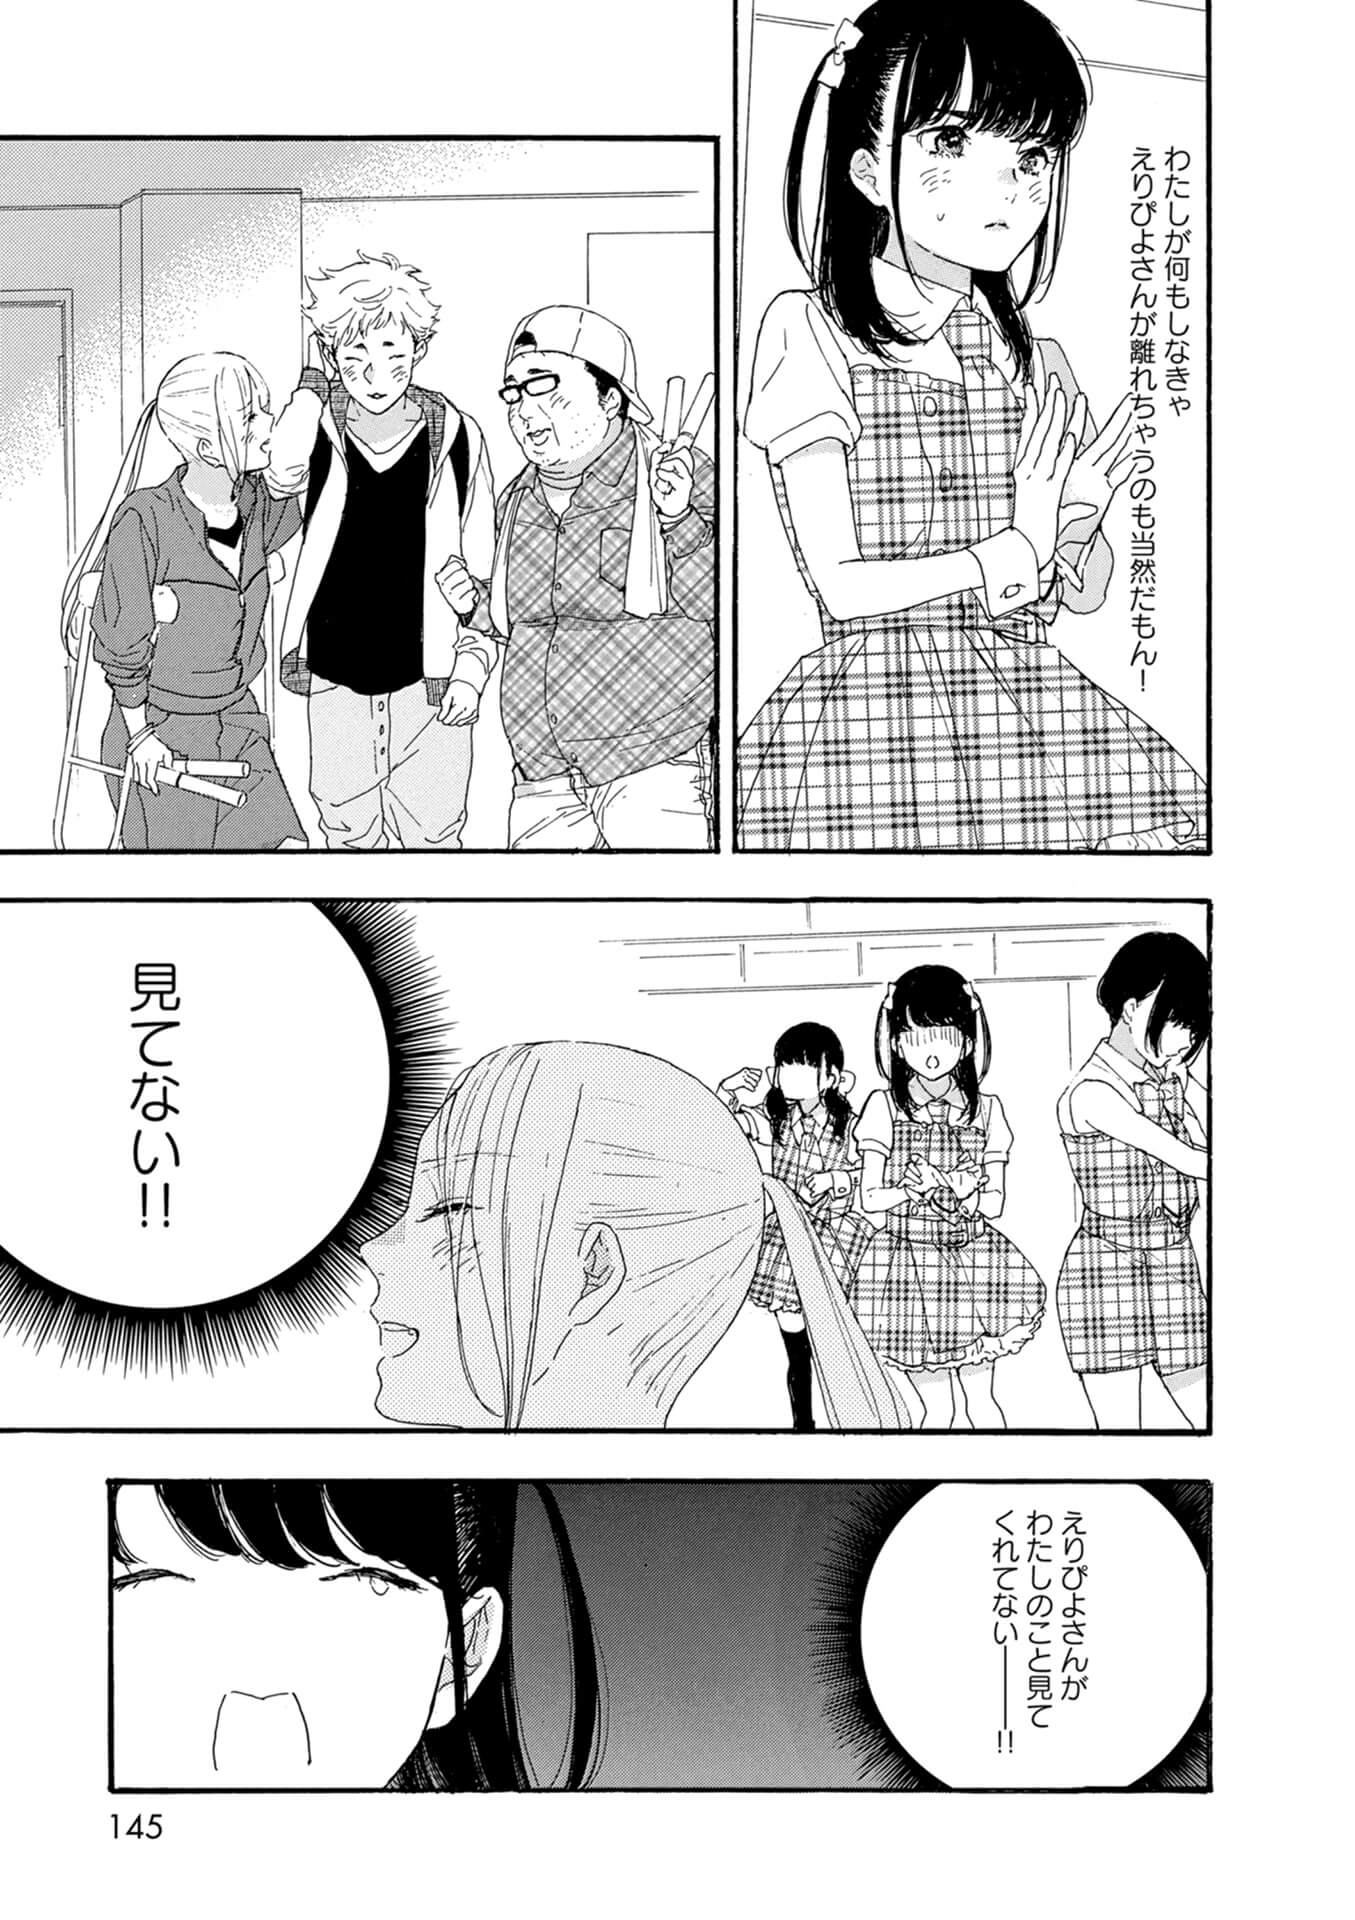 わたしが何もしなきゃ
えりぴよさんが離れちゃうのも当然だもん！
見てない!!
えりぴよさんが
わたしのこと見て
くれてない――!!
145